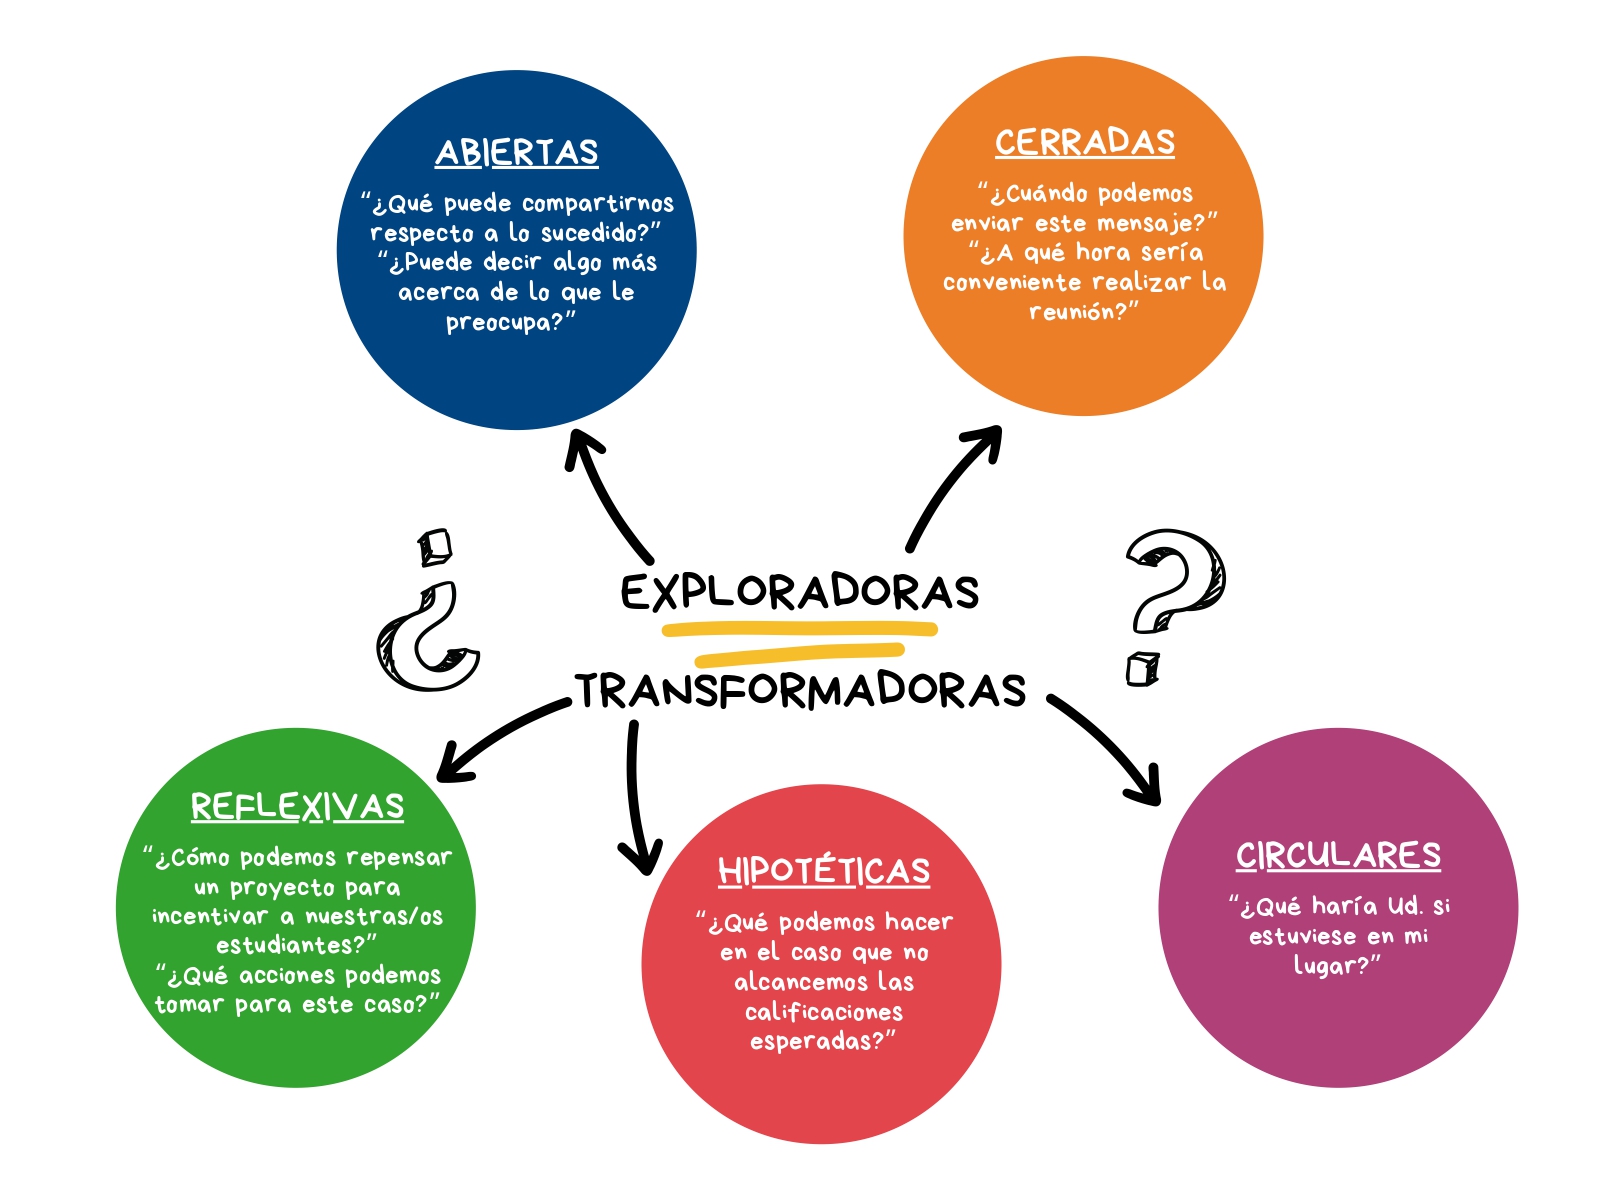 ABIERTAS
“¿Qué puede compartirnos
respecto a lo sucedido?”
“¿Puede decir algo más
acerca de lo que le
preocupa?”
CERRADAS
“¿Cuándo podemos
enviar este mensaje?”
“¿A qué hora sería
conveniente realizar la
reunión?”
¿
EXPLORADORAS
TRANSFORMADORAS
?
REFLEXIVAS
“¿Cómo podemos repensar
un proyecto para
incentivar a nuestras/os
estudiantes?”
“¿Qué acciones podemos
tomar para este caso?”
HIPOTÉTICAS
“¿Qué podemos hacer
en el caso que no
alcancemos las
calificaciones
esperadas?”
CIRCULARES
“¿Qué haría Ud. si
estuviese en mi
lugar?”